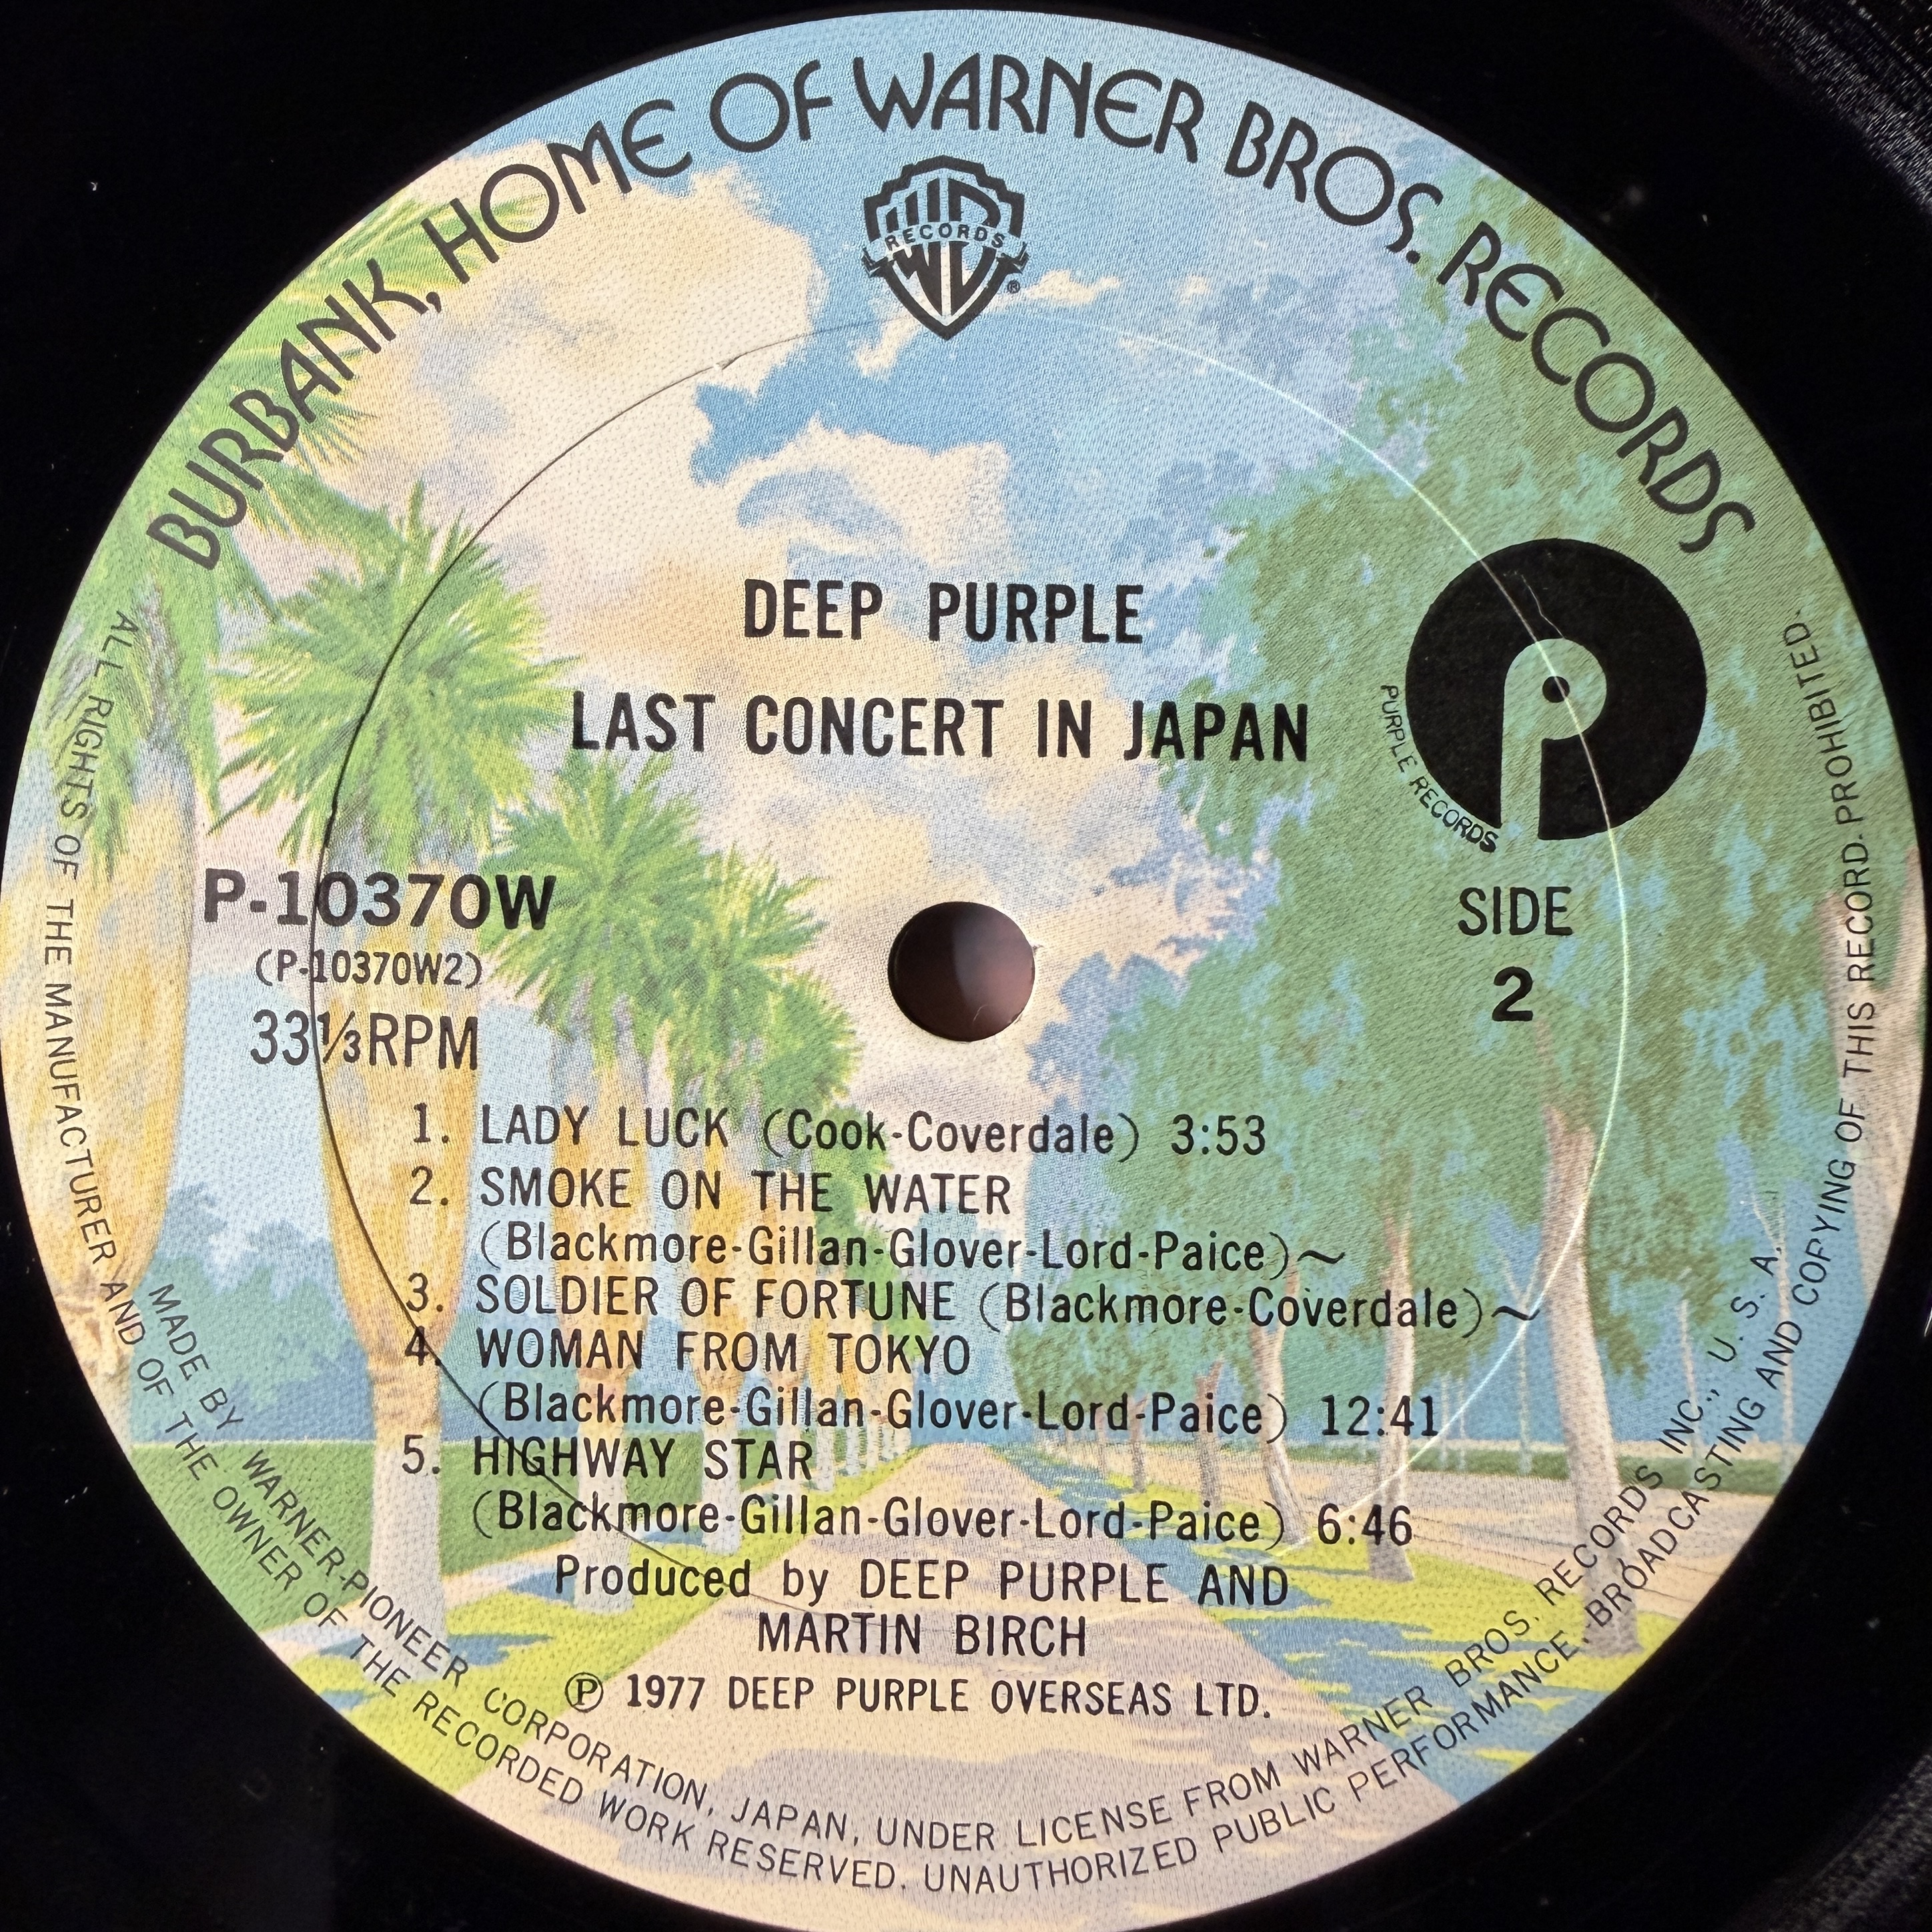 BURBANK, HOME OF WARNER BROS. RECORDS
W RECORDS ®
DEEP PURPLE
LAST CONCERT IN JAPAN
PURPLE RECORDS
P-10370W
(P-10370W2)
33⅓RPM
SIDE
2
1. LADY LUCK (Cook-Coverdale) 3:53
2. SMOKE ON THE WATER
(Blackmore-Gillan-Glover-Lord-Paice)~
3. SOLDIER OF FORTUNE (Blackmore-Coverdale)~
4. WOMAN FROM TOKYO
(Blackmore-Gillan-Glover-Lord-Paice) 12:41
5. HIGHWAY STAR
(Blackmore-Gillan-Glover-Lord-Paice) 6:46
Produced by DEEP PURPLE AND
MARTIN BIRCH
℗ 1977 DEEP PURPLE OVERSEAS LTD.
MADE BY WARNER-PIONEER CORPORATION, JAPAN, UNDER LICENSE FROM WARNER BROS. RECORDS INC., U. S. A.
ALL RIGHTS OF THE MANUFACTURER AND OF THE OWNER OF THE RECORDED WORK RESERVED. UNAUTHORIZED PUBLIC PERFORMANCE, BROADCASTING AND COPYING OF THIS RECORD. PROHIBITED.